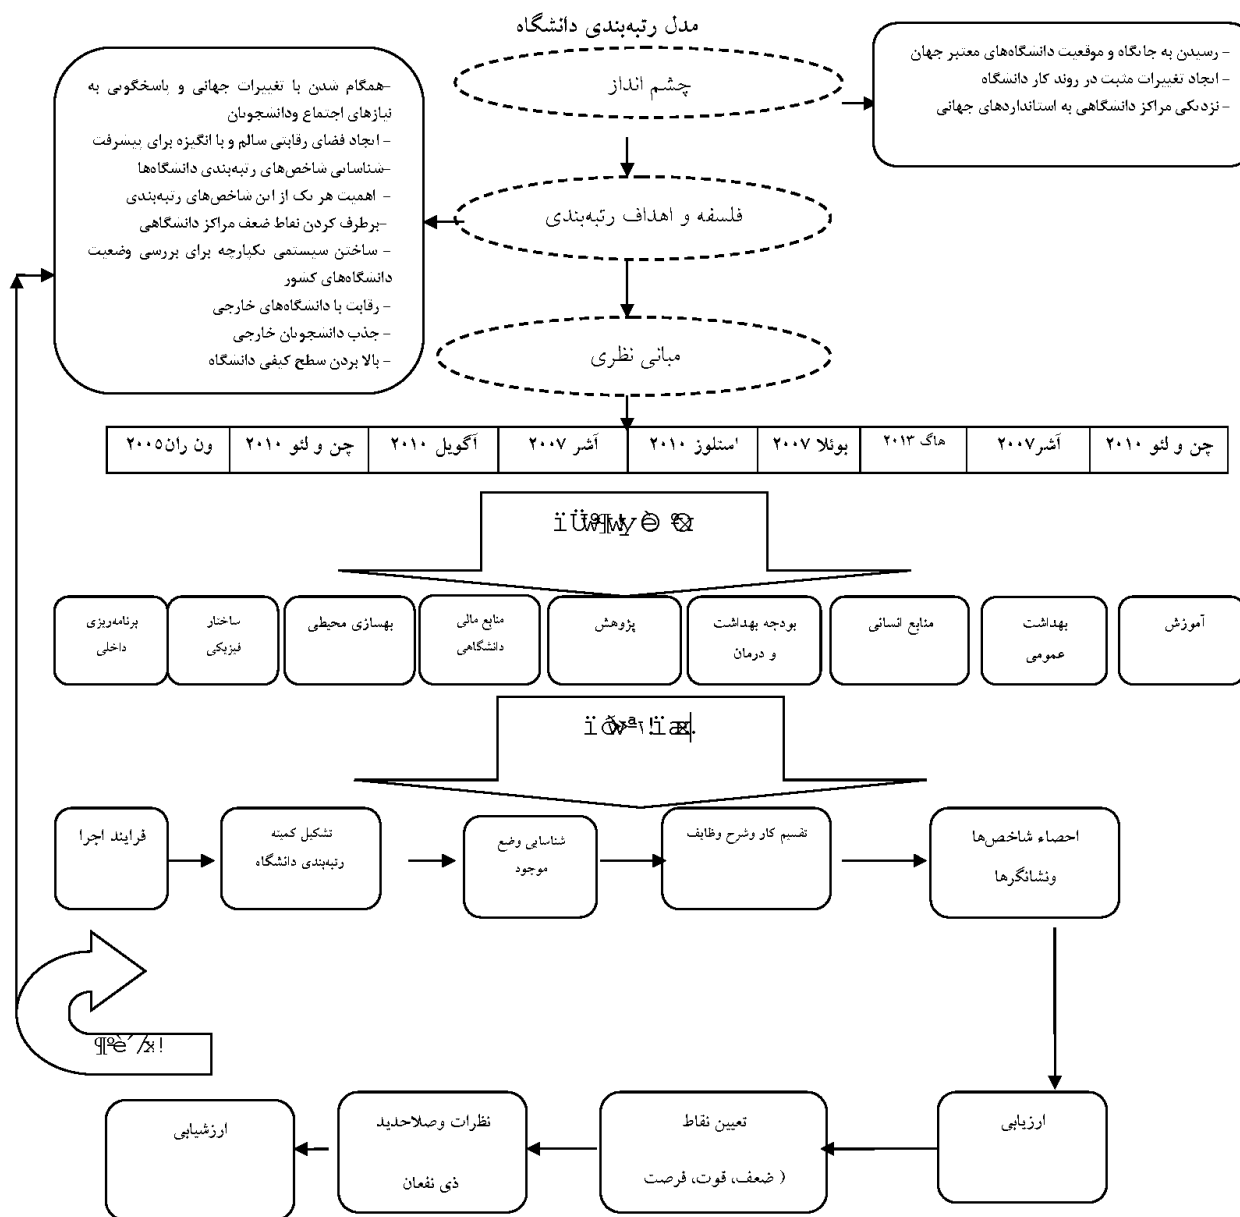 مدل رتبه‌بندی دانشگاه
چشم انداز
- رسیدن به جایگاه و موقعیت دانشگاه‌های معتبر جهان
- ایجاد تغییرات مثبت در روند کار دانشگاه
- نزدیکی مراکز دانشگاهی به استانداردهای جهانی
فلسفه و اهداف رتبه‌بندی
-همگام شدن با تغییرات جهانی و پاسخگویی به
نیازهای اجتماع ودانشجویان
- ایجاد فضای رقابتی سالم و با انگیزه برای پیشرفت
-شناسایی شاخص‌های رتبه‌بندی دانشگاه‌ها
- اهمیت هر یک از این شاخص‌های رتبه‌بندی
-برطرف کردن نقاط ضعف مراکز دانشگاهی
- ساختن سیستمی یکپارچه برای بررسی وضعیت
دانشگاه‌های کشور
- رقابت با دانشگاه‌های خارجی
- جذب دانشجویان خارجی
- بالا بردن سطح کیفی دانشگاه
مبانی نظری
چن و لئو ۲۰۱۰
آشر۲۰۰۷
هاگ ۲۰۱۳
بوئلا ۲۰۰۷
استلوز ۲۰۱۰
آشر ۲۰۰۷
آگویل ۲۰۱۰
چن و لئو ۲۰۱۰
ون ران۲۰۰۵
آموزش
بهداشت
عمومی
منابع انسانی
بودجه بهداشت
و درمان
پژوهش
منابع مالی
دانشگاهی
بهسازی محیطی
ساختار
فیزیکی
برنامه‌ریزی
داخلی
فرایند اجرا
تشکیل کمیته
رتبه‌بندی دانشگاه
شناسایی وضع
موجود
تقسیم کار وشرح وظایف
احصاء شاخص‌ها
ونشانگرها
ارزیابی
تعیین نقاط
( ضعف، قوت، فرصت
نظرات وصلاحدید
ذی نفعان
ارزشیابی